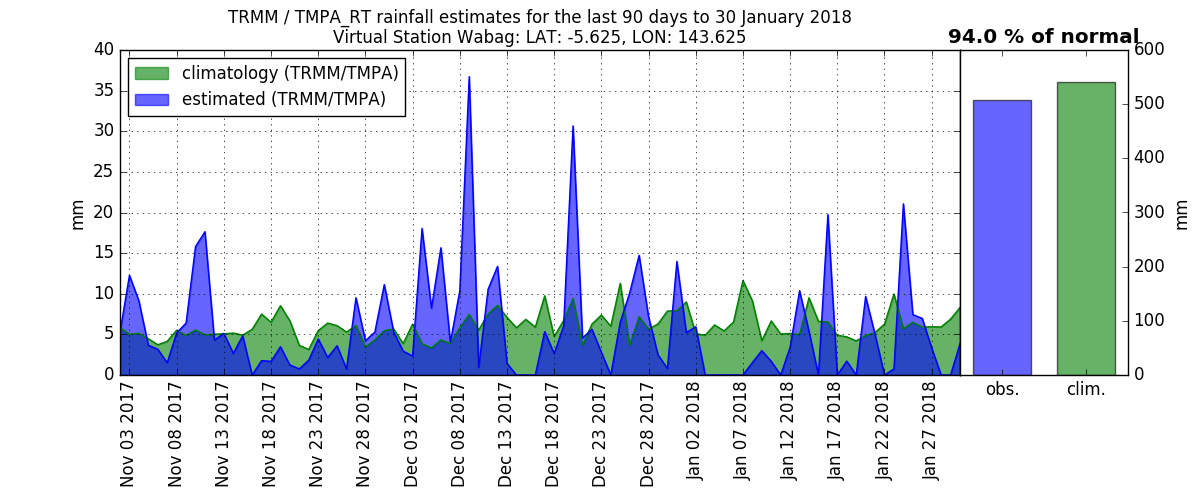 TRMM / TMPA_RT rainfall estimates for the last 90 days to 30 January 2018
Virtual Station Wabag: LAT: -5.625, LON: 143.625
94.0 % of normal
climatology (TRMM/TMPA)
estimated (TRMM/TMPA)
40
35
30
25
20
15
10
5
0
mm
600
500
400
300
200
100
0
mm
obs.
clim.
Nov 03 2017
Nov 08 2017
Nov 13 2017
Nov 18 2017
Nov 23 2017
Nov 28 2017
Dec 03 2017
Dec 08 2017
Dec 13 2017
Dec 18 2017
Dec 23 2017
Dec 28 2017
Jan 02 2018
Jan 07 2018
Jan 12 2018
Jan 17 2018
Jan 22 2018
Jan 27 2018